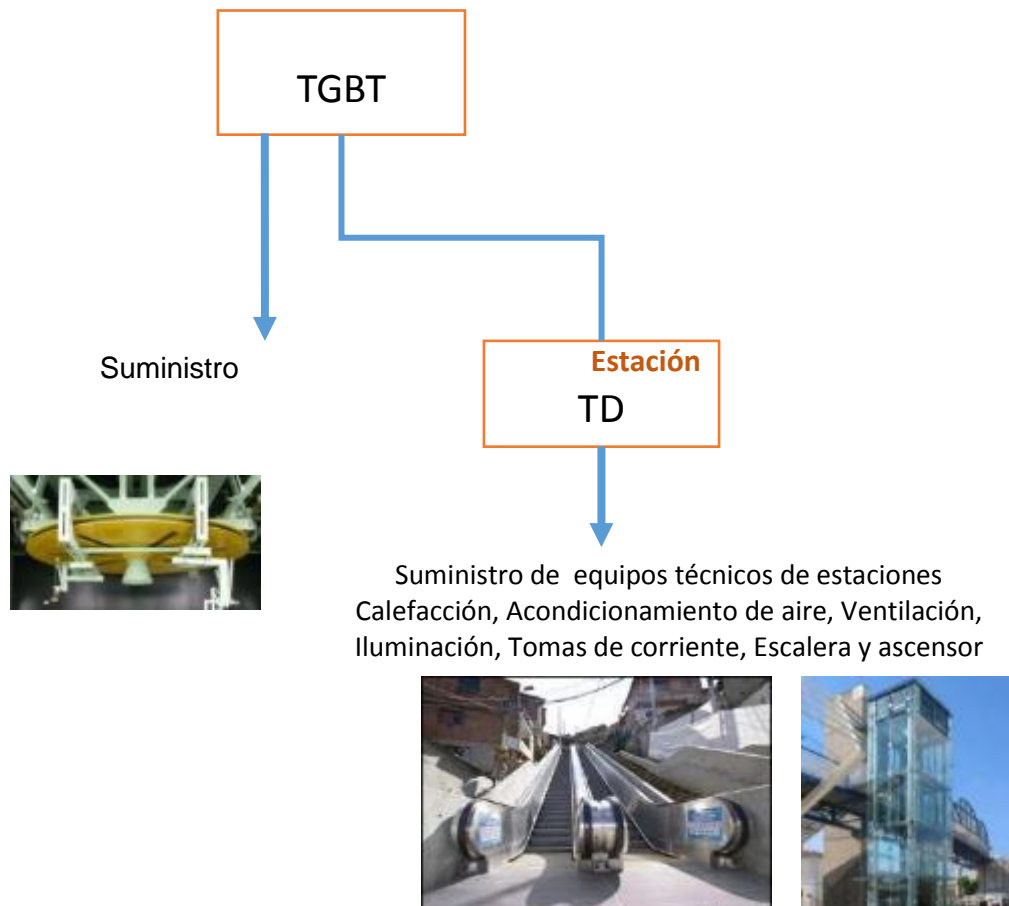 TGBT
Suministro
Estación
TD
Suministro de  equipos técnicos de estaciones
Calefacción, Acondicionamiento de aire, Ventilación,
Iluminación, Tomas de corriente, Escalera y ascensor